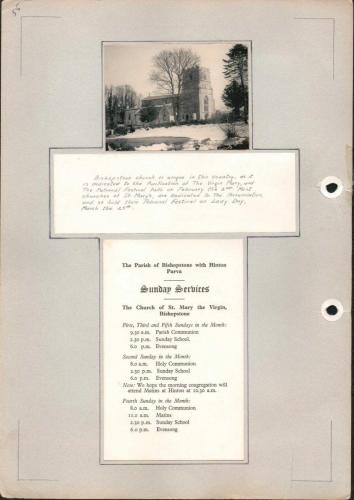 Bishopstone church is unique in this country, as it
is dedicated to the Purification of The Virgin Mary, and
The Patronal Festival falls on February the 2nd. Most
churches of St Mary's, are dedicated to the Annunciation,
and so hold their Patronal Festival on Lady Day,
March the 25th.
The Parish of Bishopstone with Hinton
Parva
Sunday Services
The Church of St. Mary the Virgin,
Bishopstone
First, Third and Fifth Sundays in the Month:
9.30 a.m. Parish Communion
2.30 p.m. Sunday School.
6.0 p.m. Evensong
Second Sunday in the Month:
8.0 a.m. Holy Communion
2.30 p.m. Sunday School
6.0 p.m. Evensong
Note: We hope the morning congregation will
attend Matins at Hinton at 10.30 a.m.
Fourth Sunday in the Month:
8.0 a.m. Holy Communion
11.0 a.m. Matins
2.30 p.m. Sunday School
6.0 p.m. Evensong